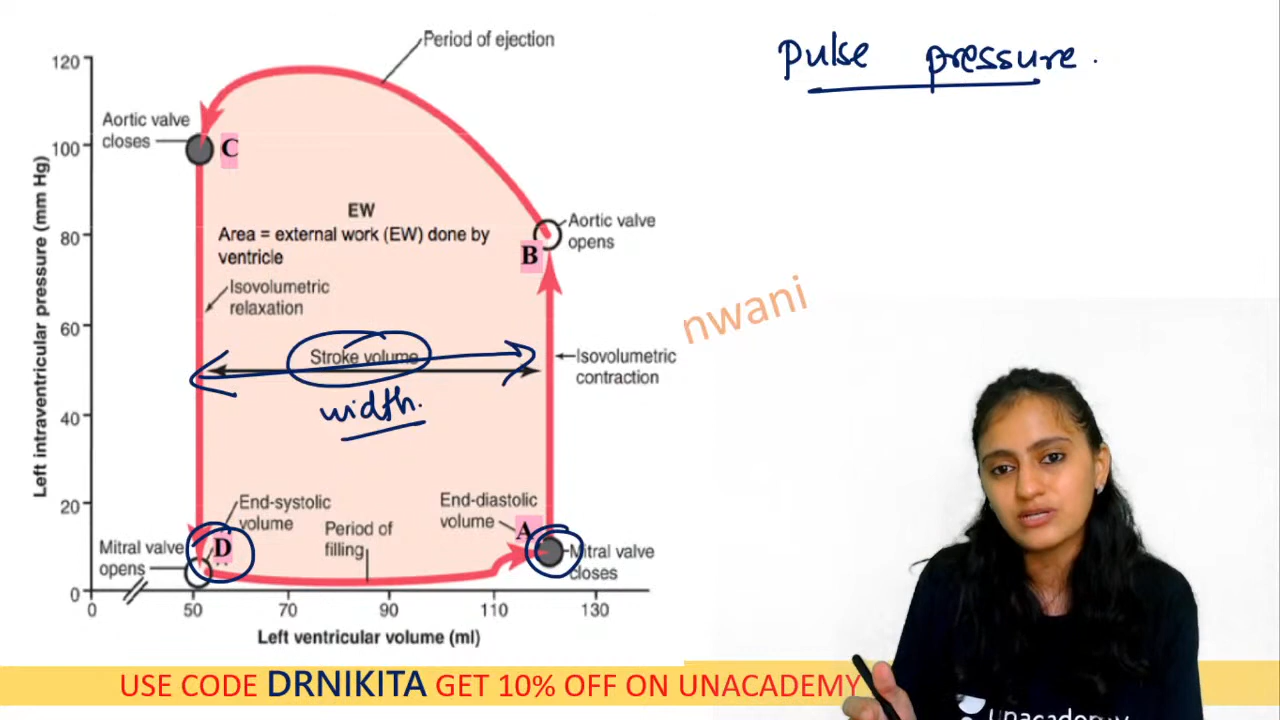 Period of ejection
pulse pressure.
120
Aortic valve
closes
C
100
Left intraventricular pressure (mm Hg)
EW
Area = external work (EW) done by
ventricle
Aortic valve
opens
80
B
Isovolumetric
relaxation
nwani
60
Stroke volume
Isovolumetric
contraction
width.
40
20
End-systolic
volume
Period of
filling
End-diastolic
volume
A
D
Mitral valve
opens
Mitral valve
closes
0
0
50
70
90
110
130
Left ventricular volume (ml)
USE CODE DRNIKITA GET 10% OFF ON UNACADEMY
unacademy